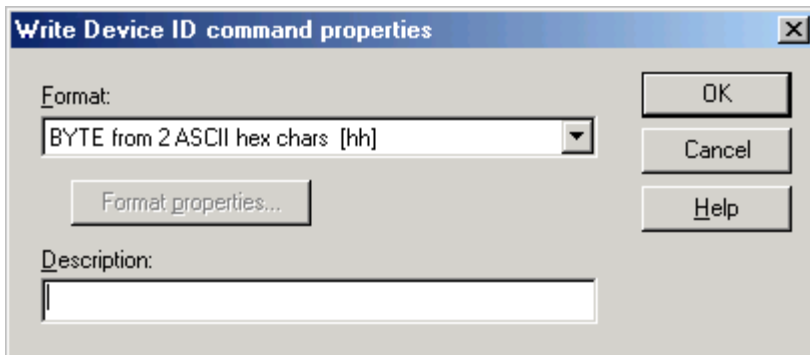 Write Device ID command properties
Format:
BYTE from 2 ASCII hex chars [hh]
Format properties...
Description:
OK
Cancel
Help